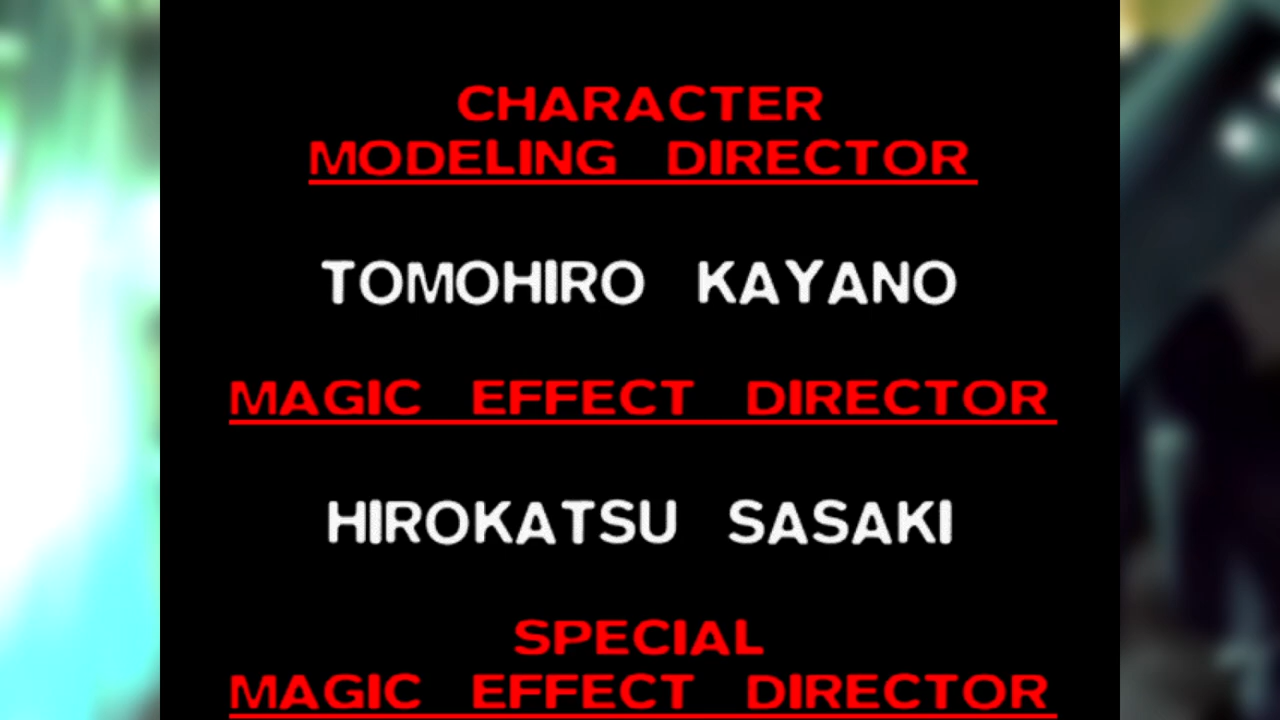 CHARACTER
MODELING DIRECTOR
TOMOHIRO KAYANO
MAGIC EFFECT DIRECTOR
HIROKATSU SASAKI
SPECIAL
MAGIC EFFECT DIRECTOR